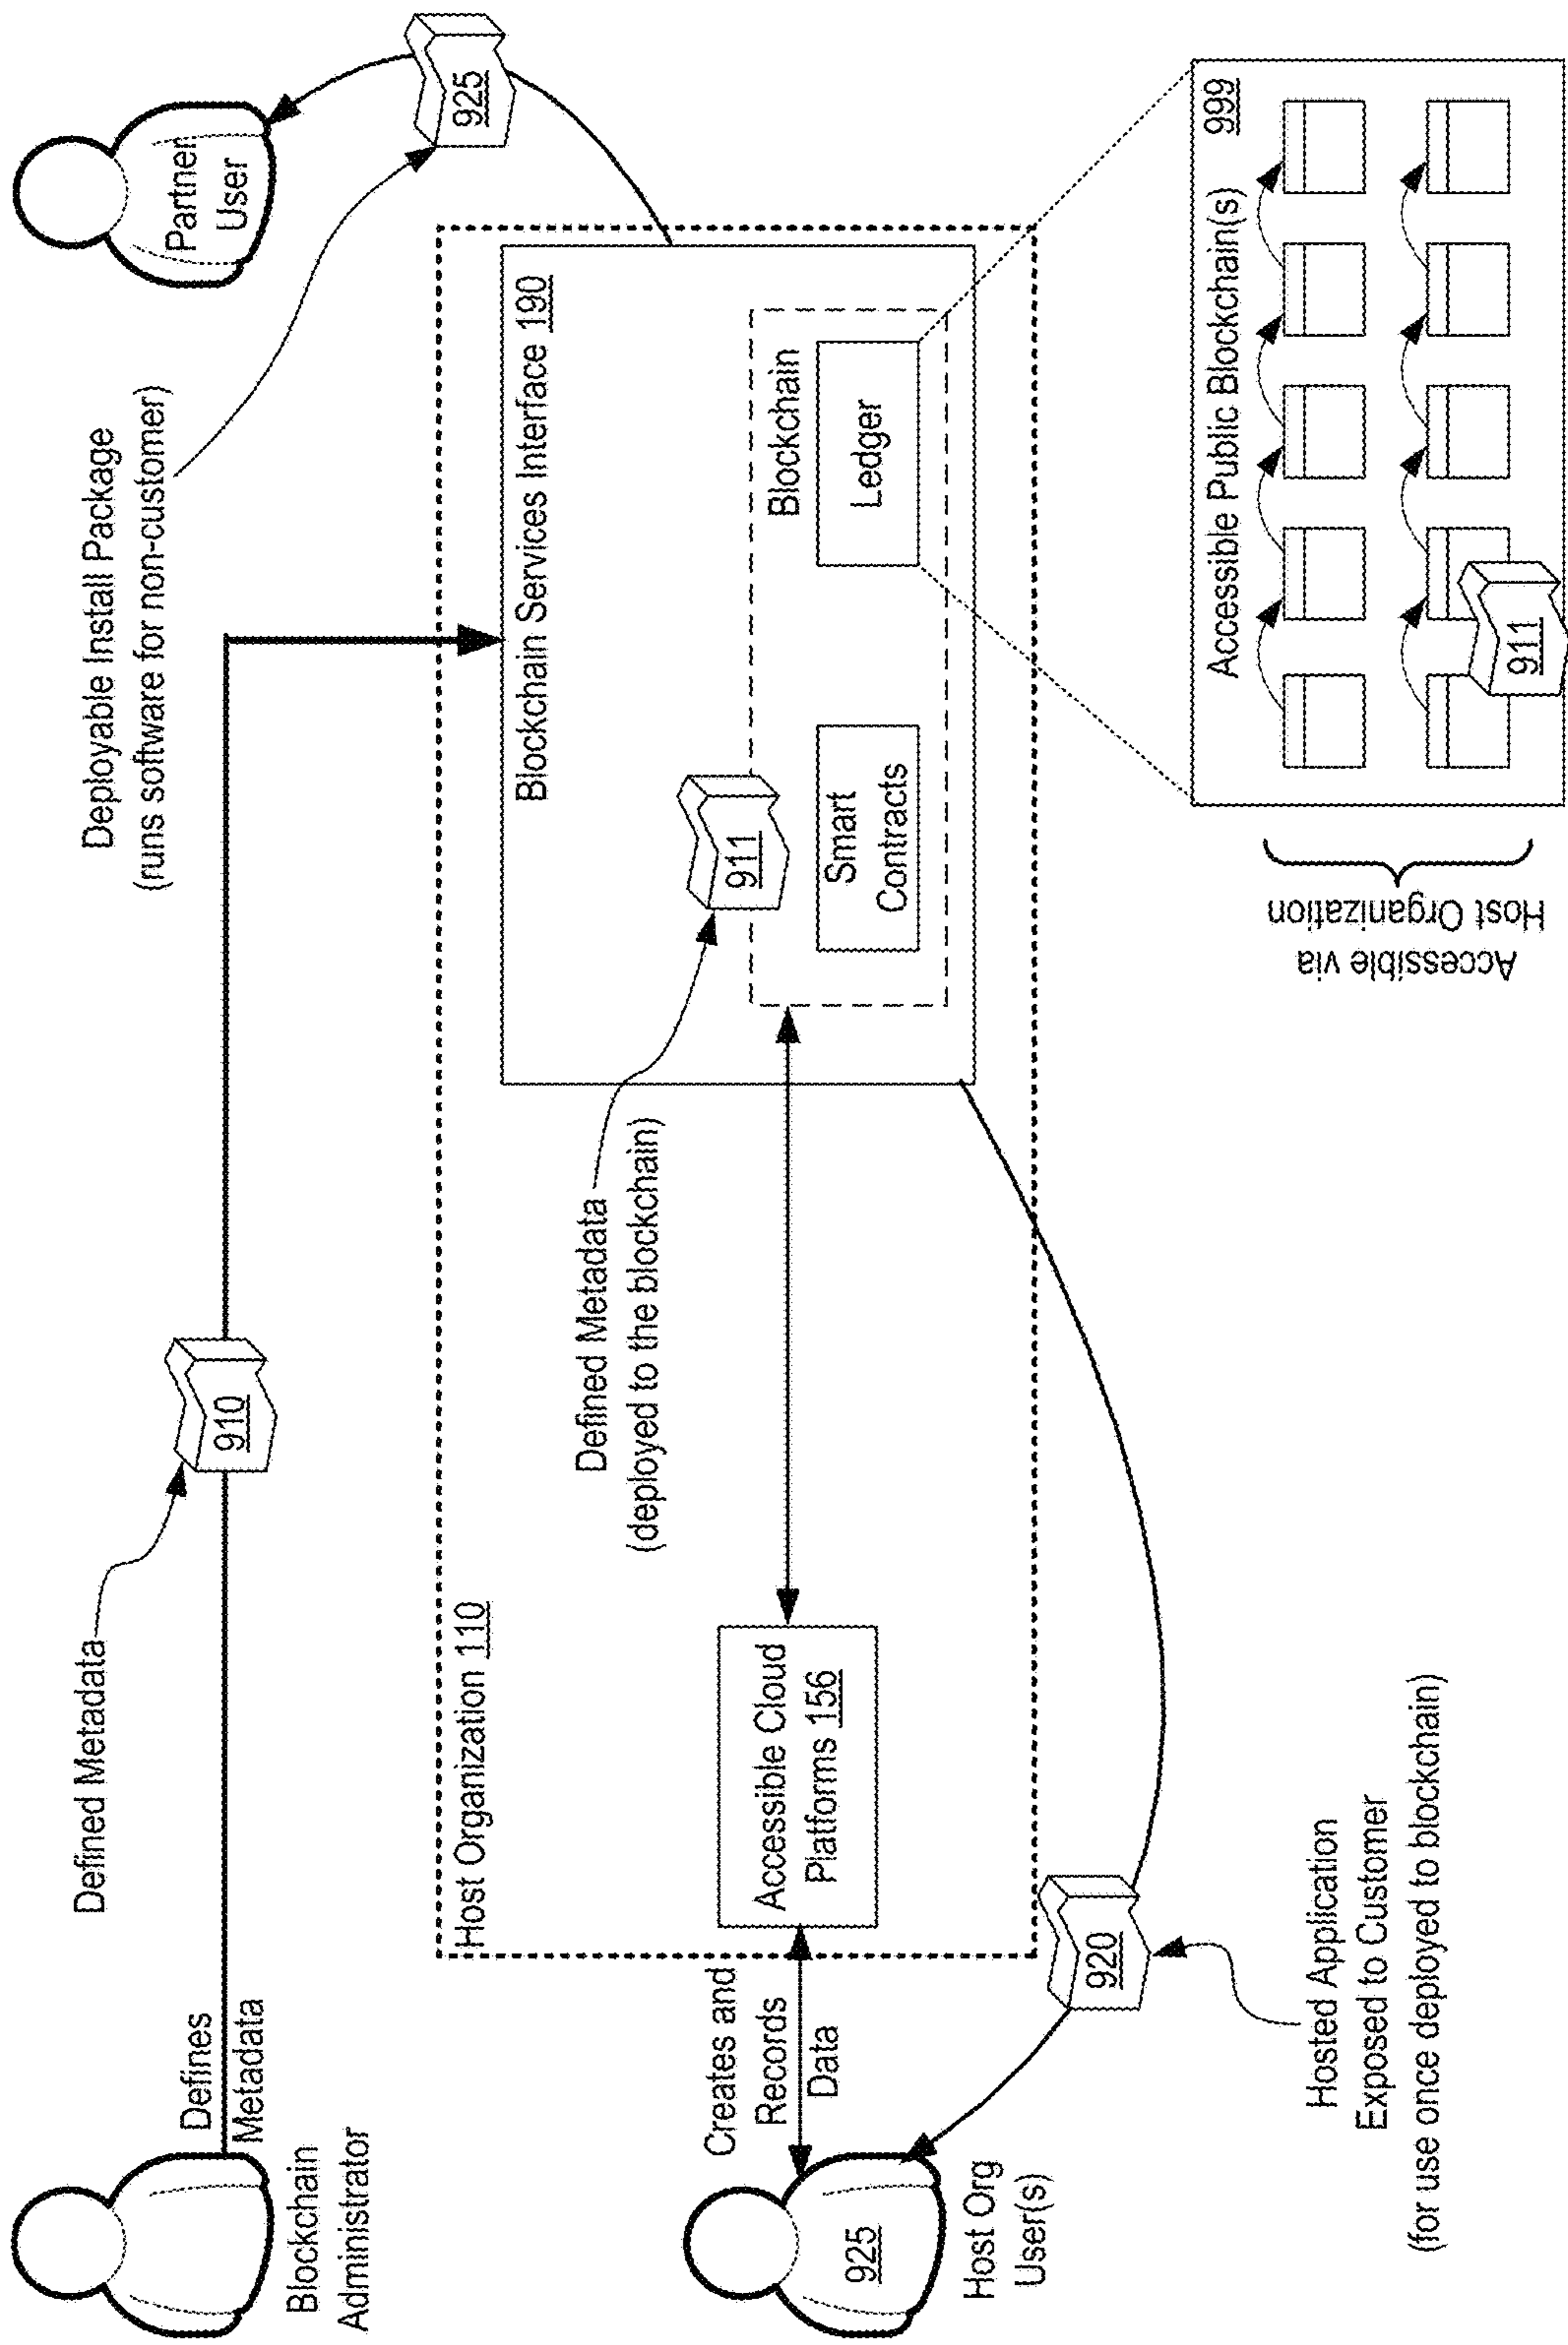 Defines
Metadata
Blockchain
Administrator
Defined Metadata
910
Deployable Install Package
(runs software for non-customer)
925
Partner
User
Host Organization 110
Blockchain Services Interface 190
Defined Metadata
(deployed to the blockchain)
911
Blockchain
Smart
Contracts
Ledger
Accessible Cloud
Platforms 156
Creates and
Records
Data
925
Host Org
User(s)
920
Hosted Application
Exposed to Customer
(for use once deployed to blockchain)
Accessible via
Host Organization
Accessible Public Blockchain(s) 999
911